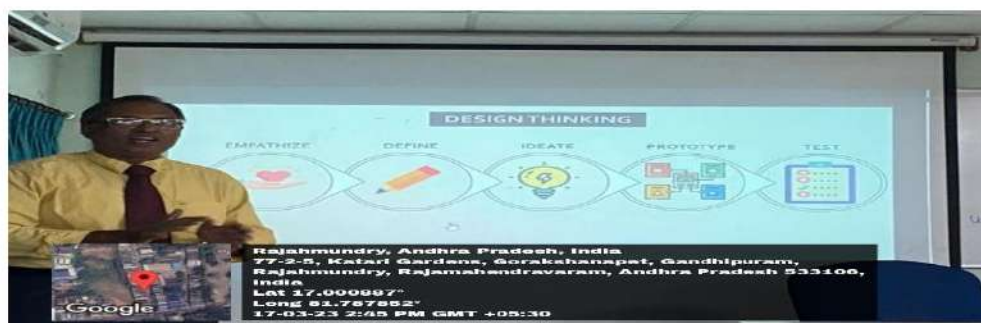 DESIGN THINKING
EMPATHIZE DEFINE IDEATE PROTOTYPE TEST
Rajahmundry, Andhra Pradesh, India
77-2-5, Katari Gardens, Gorakshanapet, Gandhipuram,
Rajahmundry, Rajamahendravaram, Andhra Pradesh 533106,
India
Lat 17.000887°
Long 81.787852°
17-03-23 2:45 PM GMT +05:30
Google